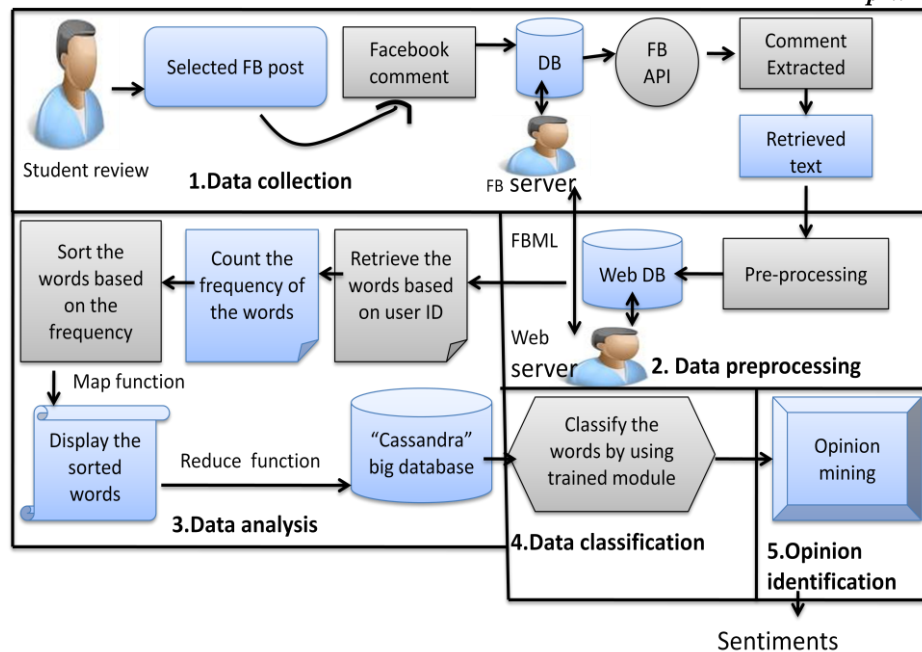 Student review
Selected FB post
Facebook
comment
DB
FB
API
Comment
Extracted
Retrieved
text
FB server
1.Data collection
Sort the
words based
on the
frequency
Count the
frequency of
the words
Retrieve the
words based
on user ID
FBML
Web DB
Pre-processing
Web
server
2. Data preprocessing
Map function
Display the
sorted
words
Reduce function
“Cassandra”
big database
3.Data analysis
Classify the
words by using
trained module
4.Data classification
Opinion
mining
5.Opinion
identification
Sentiments